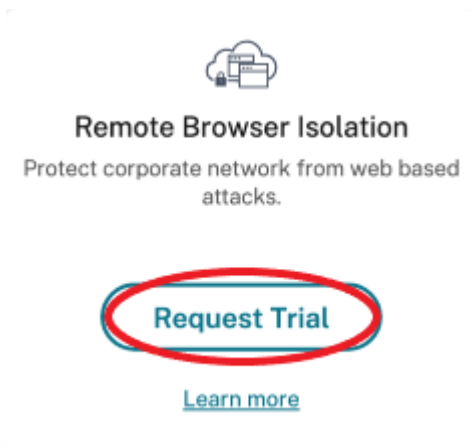 Remote Browser Isolation
Protect corporate network from web based
attacks.
Request Trial
Learn more